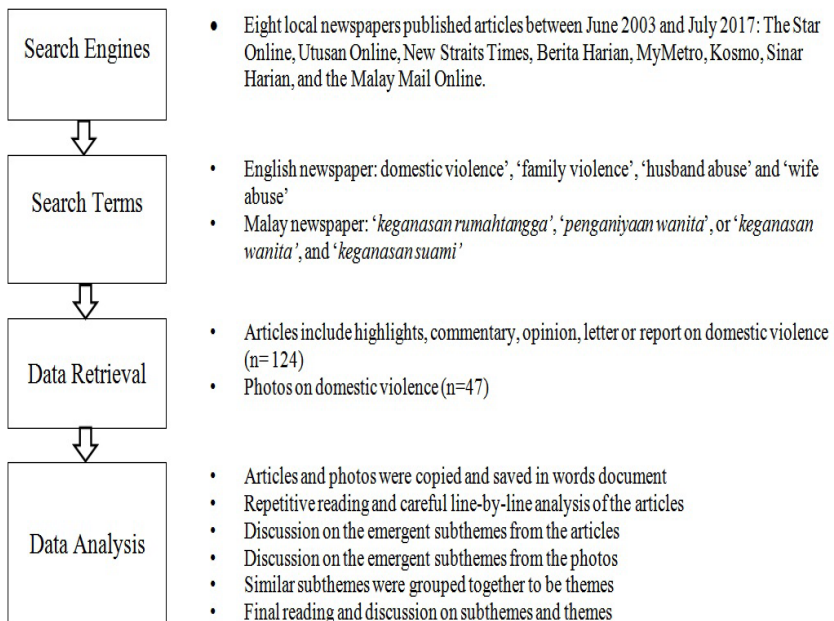 Search Engines
• Eight local newspapers published articles between June 2003 and July 2017: The Star
Online, Utusan Online, New Straits Times, Berita Harian, MyMetro, Kosmo, Sinar
Harian, and the Malay Mail Online.
Search Terms
• English newspaper: domestic violence’, ‘family violence’, ‘husband abuse’ and ‘wife
abuse’
• Malay newspaper: ‘keganasan rumahtangga’, ‘penganiyaan wanita’, or ‘keganasan
wanita’, and ‘keganasan suami’
Data Retrieval
• Articles include highlights, commentary, opinion, letter or report on domestic violence
(n=124)
• Photos on domestic violence (n=47)
Data Analysis
• Articles and photos were copied and saved in words document
• Repetitive reading and careful line-by-line analysis of the articles
• Discussion on the emergent subthemes from the articles
• Discussion on the emergent subthemes from the photos
• Similar subthemes were grouped together to be themes
• Final reading and discussion on subthemes and themes